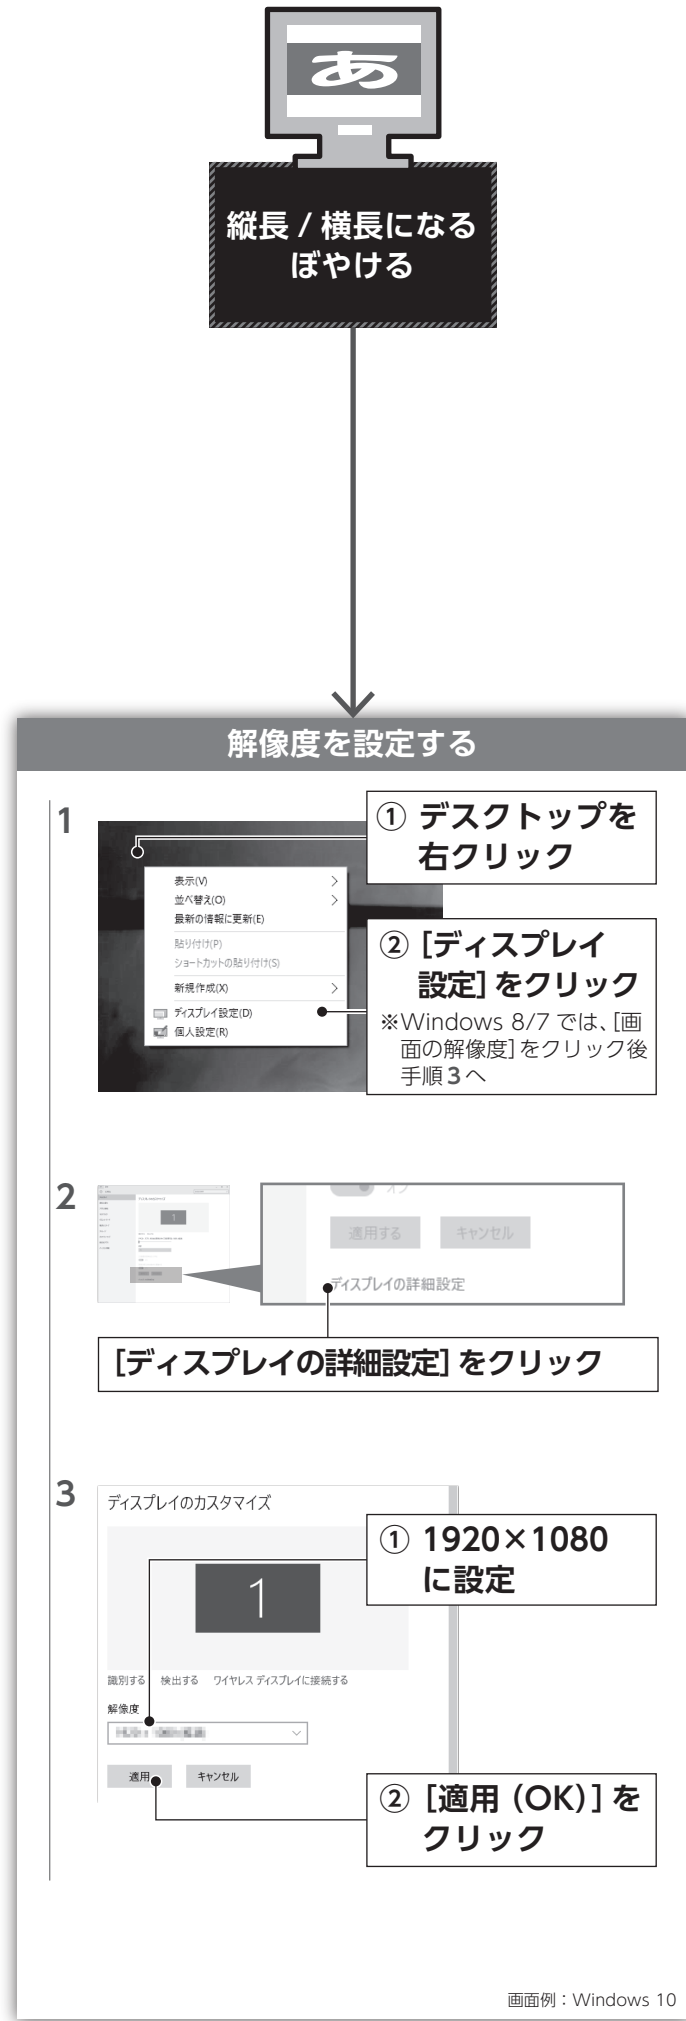 あ
縦長 / 横長になる
ぼやける
解像度を設定する
1
① デスクトップを
右クリック
表示(V)
並べ替え(O)
最新の情報に更新(E)
貼り付け(P)
ショートカットの貼り付け(S)
新規作成(X)
ディスプレイ設定(D)
個人設定(R)
② [ディスプレイ
設定] をクリック
※Windows 8/7 では、[画
面の解像度] をクリック後
手順 3 へ
2
1
オフ
適用する キャンセル
ディスプレイの詳細設定
[ディスプレイの詳細設定] をクリック
3
ディスプレイのカスタマイズ
1
① 1920×1080
に設定
識別する 検出する ワイヤレス ディスプレイに接続する
解像度
適用 キャンセル
② [適用 (OK)] を
クリック
画面例：Windows 10